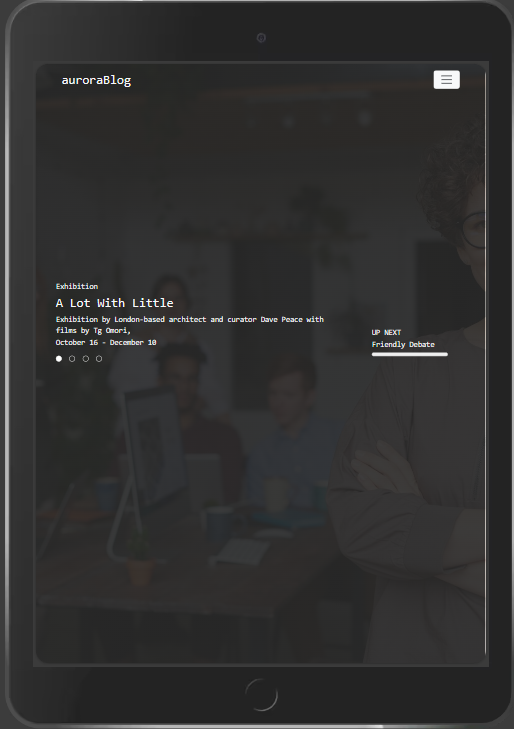 auroraBlog
Exhibition
A Lot With Little
Exhibition by London-based architect and curator Dave Peace with
films by Tg Omori,
October 16 - December 10
UP NEXT
Friendly Debate